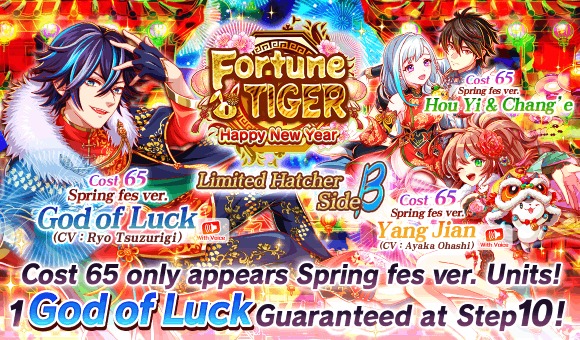 Fortune
TIGER
Happy New Year
Limited Hatcher
Side β
Cost 65
Spring fes ver.
God of Luck
(CV : Ryo Tsuzurigi)
With Voice
Cost 65
Spring fes ver.
Hou Yi & Chang'e
Cost 65
Spring fes ver.
Yang Jian
(CV : Ayaka Ohashi)
With Voice
Cost 65 only appears Spring fes ver. Units!
1 God of Luck Guaranteed at Step10!